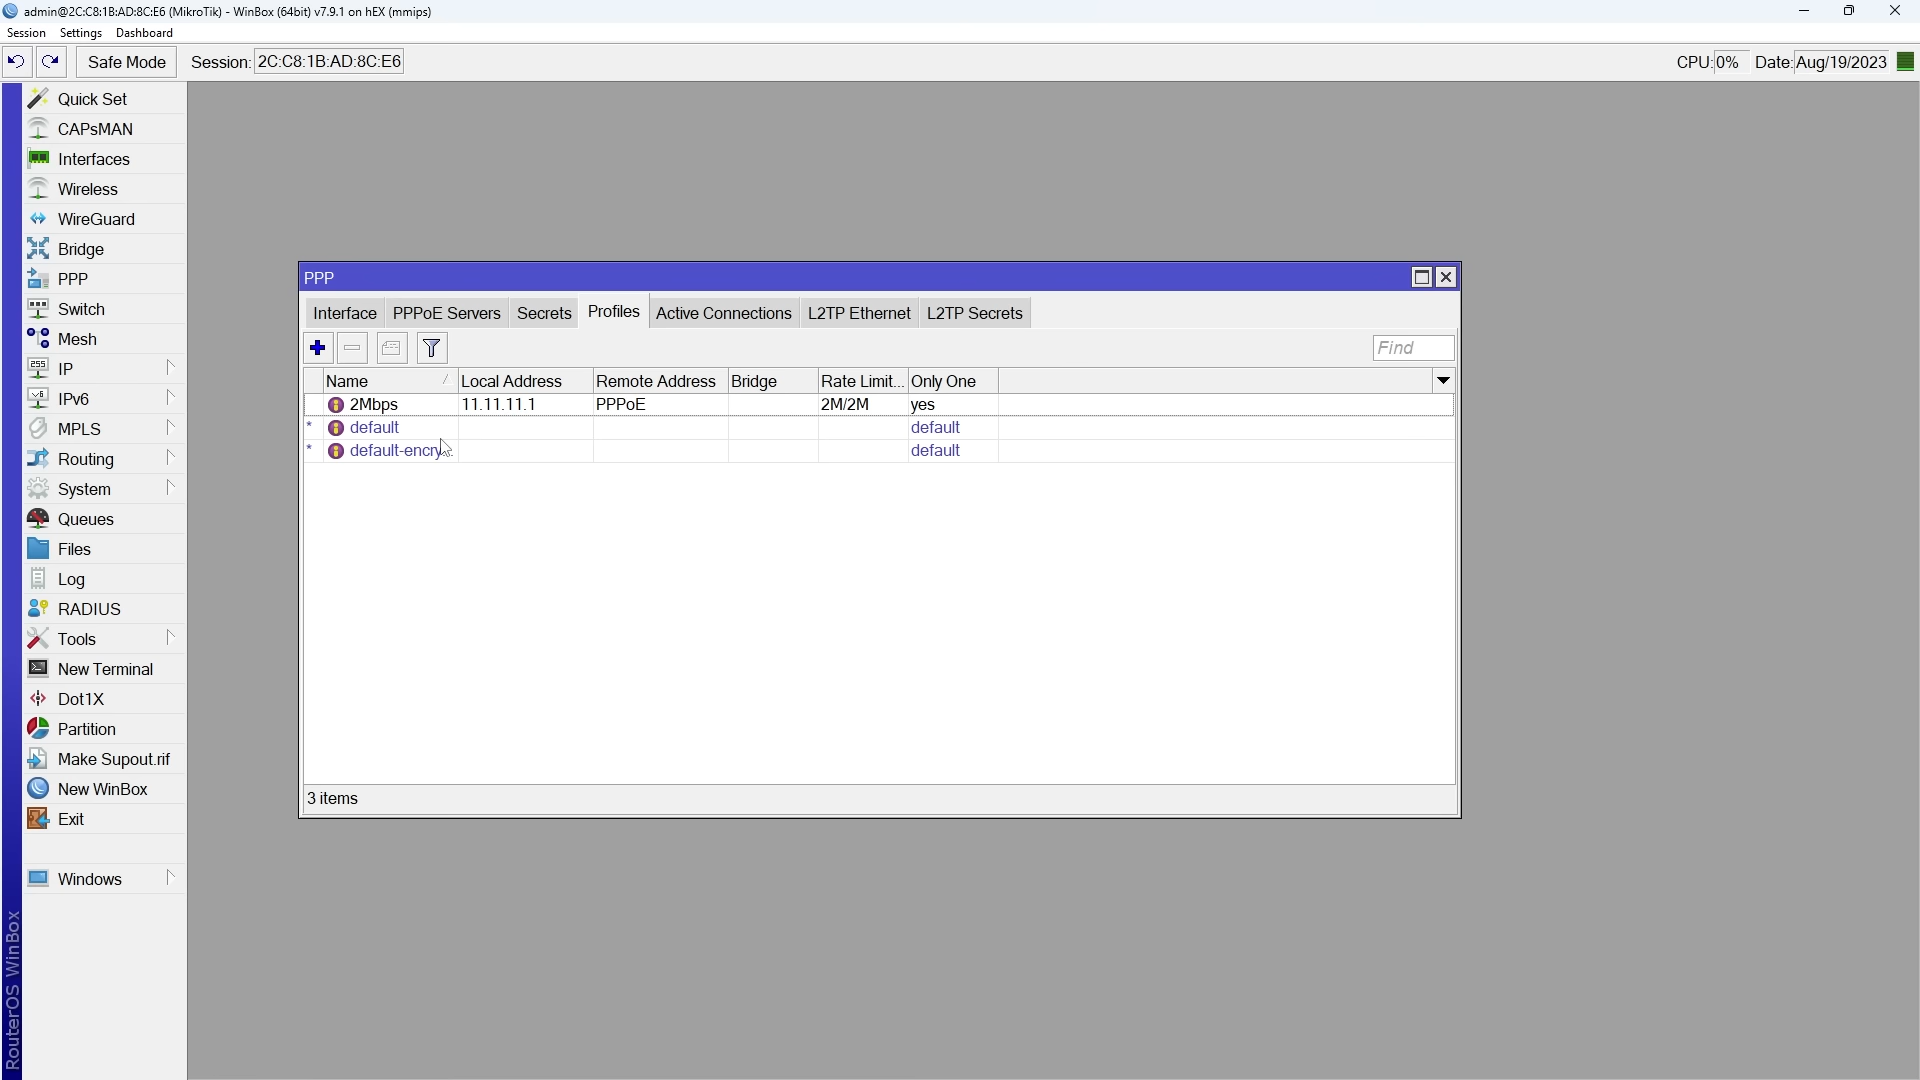 admin@2C:C8:1B:AD:8C:E6 (MikroTik) - WinBox (64bit) v7.9.1 on hEX (mmips)
Session Settings Dashboard
Safe Mode Session: 2C:C8:1B:AD:8C:E6 CPU: 0% Date: Aug/19/2023
Quick Set
CAPsMAN
Interfaces
Wireless
WireGuard
Bridge
PPP
Switch
Mesh
255 IP
v6 IPv6
MPLS
Routing
System
Queues
Files
Log
RADIUS
Tools
New Terminal
Dot1X
Partition
Make Supout.rif
New WinBox
Exit
Windows
RouterOS WinBox
PPP
Interface PPPoE Servers Secrets Profiles Active Connections L2TP Ethernet L2TP Secrets
Find
Name Local Address Remote Address Bridge Rate Limit... Only One
2Mbps 11.11.11.1 PPPoE 2M/2M yes
* default default
* default-encry... default
3 items